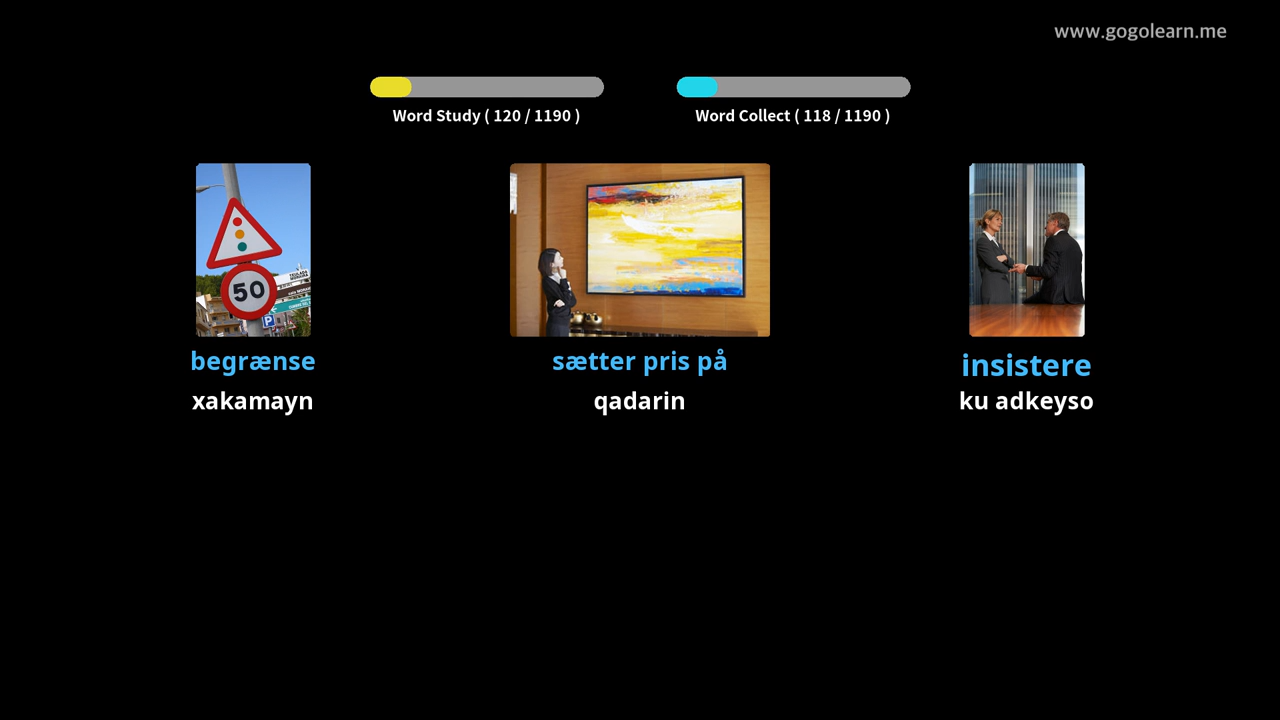 www.gogolearn.me
Word Study ( 120 / 1190 )
Word Collect ( 118 / 1190 )
50
P
begrænse
sætter pris på
insistere
xakamayn
qadarin
ku adkeyso